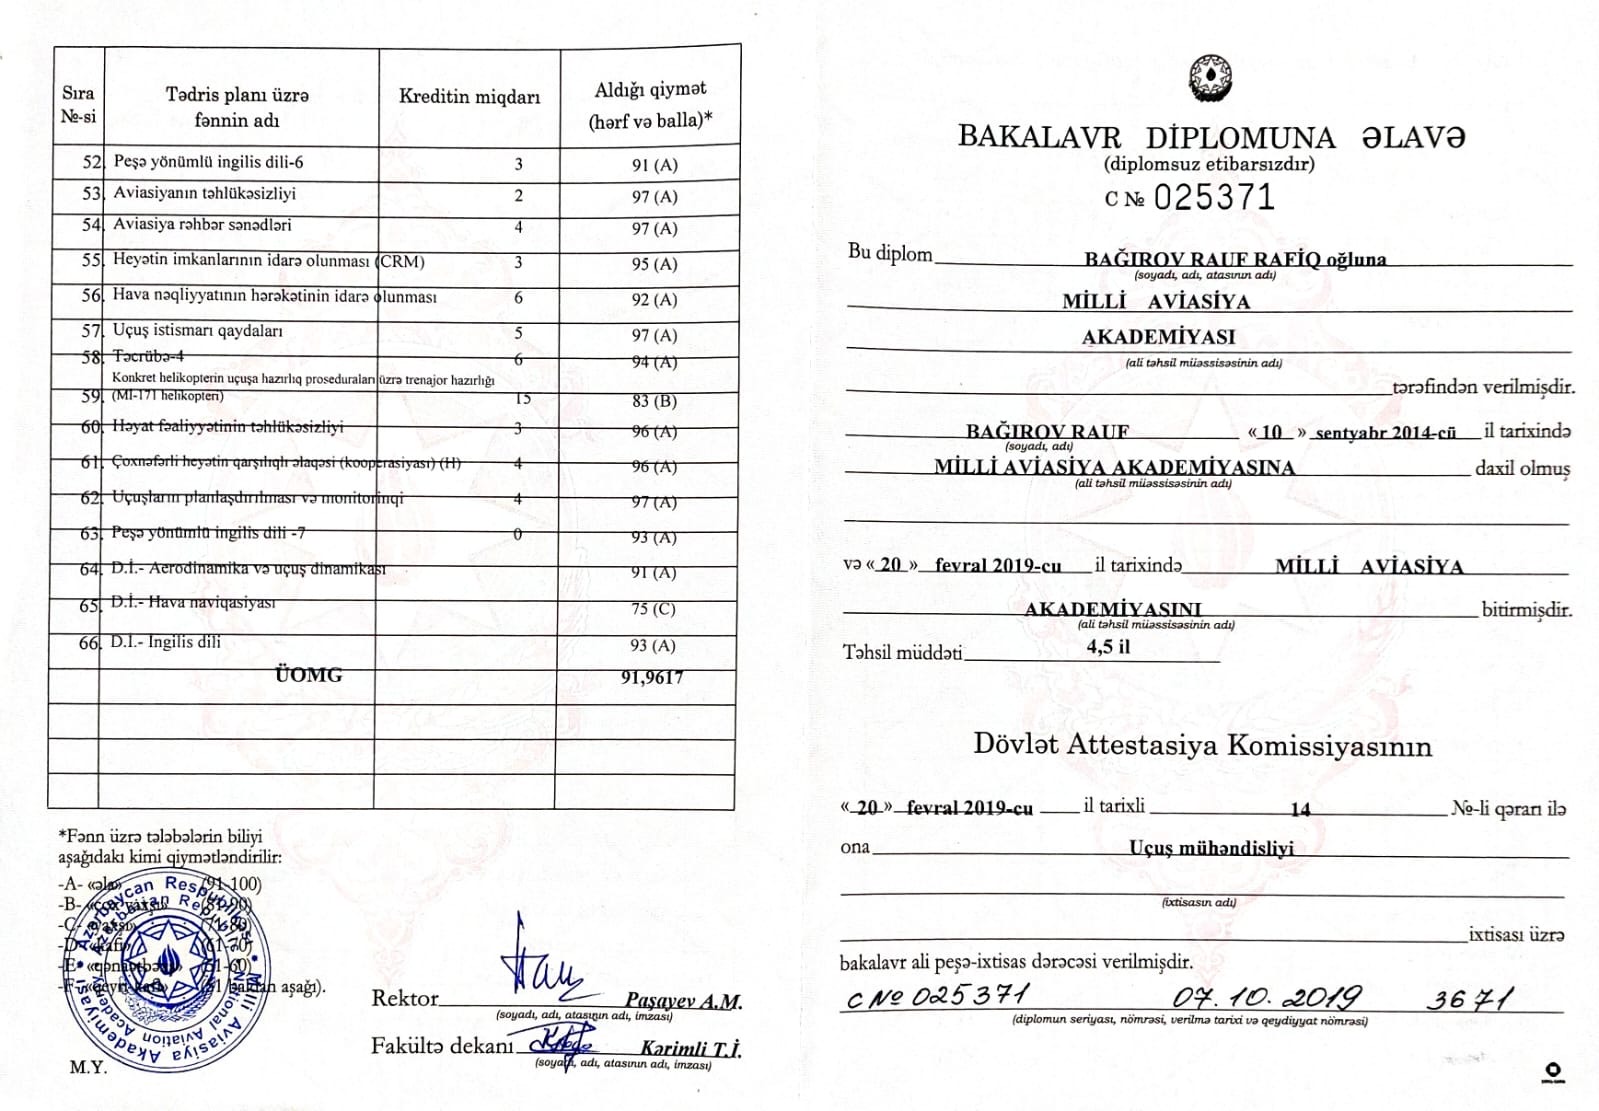 Sıra
№-si
Tədris planı üzrə
fənnin adı
Kreditin miqdarı
Aldığı qiymət
(hərf və balla)*
52. Peşə yönümlü ingilis dili-6 3 91 (A)
53. Aviasiyanın təhlükəsizliyi 2 97 (A)
54. Aviasiya rəhbər sənədləri 4 97 (A)
55. Heyətin imkanlarının idarə olunması (CRM) 3 95 (A)
56. Hava nəqliyyatının hərəkətinin idarə olunması 6 92 (A)
57. Uçuş istismarı qaydaları 5 97 (A)
58. Təcrübə-4 6 94 (A)
Konkret helikopterin uçuşa hazırlıq proseduraları üzrə trenajor hazırlığı
59. (MI-171 helikopteri) 15 83 (B)
60. Həyat fəaliyyətinin təhlükəsizliyi 3 96 (A)
61. Çoxnəfərli heyətin qarşılıqlı əlaqəsi (kooperasiyası) (H) 4 96 (A)
62. Uçuşların planlaşdırılması və monitorinqi 4 97 (A)
63. Peşə yönümlü ingilis dili -7 0 93 (A)
64. D.İ.- Aerodinamika və uçuş dinamikası 91 (A)
65. D.İ.- Hava naviqasiyası 75 (C)
66. D.İ.- İngilis dili 93 (A)
ÜOMG 91,9617
*Fənn üzrə tələbələrin biliyi
aşağıdakı kimi qiymətləndirilir:
-A- «əla» (91-100)
-B- «çox yaxşı» (81-90)
-C- «yaxşı» (71-80)
-D- «kafi» (61-70)
-E- «qənaətbəxş» (51-60)
-F- «qeyri-kafi» (51 baldan aşağı).
Azərbaycan Respublikası • Milli Aviasiya Akademiyası •
Azerbaijan Republic National Aviation Academy
M.Y.
Rektor Paşayev A.M.
(soyadı, adı, atasının adı, imzası)
Fakültə dekanı Kərimli T.İ.
(soyadı, adı, atasının adı, imzası)
BAKALAVR DİPLOMUNA ƏLAVƏ
(diplomsuz etibarsızdır)
C № 025371
Bu diplom BAĞIROV RAUF RAFİQ oğluna
(soyadı, adı, atasının adı)
MİLLİ AVİASİYA
AKADEMİYASI
(ali təhsil müəssisəsinin adı)
tərəfindən verilmişdir.
BAĞIROV RAUF « 10 » sentyabr 2014-cü il tarixində
(soyadı, adı)
MİLLİ AVİASİYA AKADEMİYASINA daxil olmuş
(ali təhsil müəssisəsinin adı)
və « 20 » fevral 2019-cu il tarixində MİLLİ AVİASİYA
AKADEMİYASINI bitirmişdir.
(ali təhsil müəssisəsinin adı)
Təhsil müddəti 4,5 il
Dövlət Attestasiya Komissiyasının
« 20 » fevral 2019-cu il tarixli 14 №-li qərarı ilə
ona Uçuş mühəndisliyi
(ixtisasın adı)
ixtisası üzrə
bakalavr ali peşə-ixtisas dərəcəsi verilmişdir.
C № 025371 07.10.2019 3671
(diplomun seriyası, nömrəsi, verilmə tarixi və qeydiyyat nömrəsi)